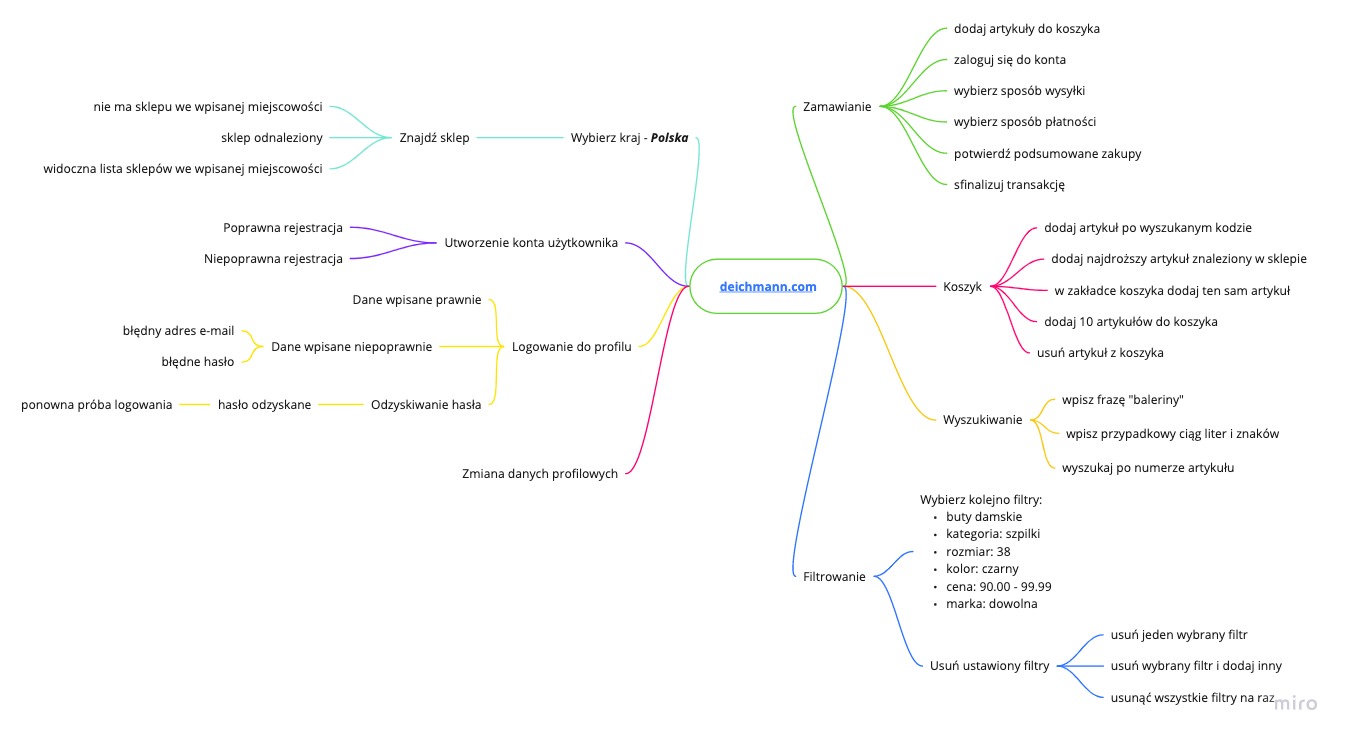 deichmann.com
Wybierz kraj - Polska
Znajdź sklep
nie ma sklepu we wpisanej miejscowości
sklep odnaleziony
widoczna lista sklepów we wpisanej miejscowości
Utworzenie konta użytkownika
Poprawna rejestracja
Niepoprawna rejestracja
Logowanie do profilu
Dane wpisane prawnie
Dane wpisane niepoprawnie
błędny adres e-mail
błędne hasło
Odzyskiwanie hasła
hasło odzyskane
ponowna próba logowania
Zmiana danych profilowych
Zamawianie
dodaj artykuły do koszyka
zaloguj się do konta
wybierz sposób wysyłki
wybierz sposób płatności
potwierdź podsumowane zakupy
sfinalizuj transakcję
Koszyk
dodaj artykuł po wyszukanym kodzie
dodaj najdroższy artykuł znaleziony w sklepie
w zakładce koszyka dodaj ten sam artykuł
dodaj 10 artykułów do koszyka
usuń artykuł z koszyka
Wyszukiwanie
wpisz frazę "baleriny"
wpisz przypadkowy ciąg liter i znaków
wyszukaj po numerze artykułu
Filtrowanie
Wybierz kolejno filtry:
• buty damskie
• kategoria: szpilki
• rozmiar: 38
• kolor: czarny
• cena: 90.00 - 99.99
• marka: dowolna
Usuń ustawiony filtry
usuń jeden wybrany filtr
usuń wybrany filtr i dodaj inny
usunąć wszystkie filtry na raz
miro